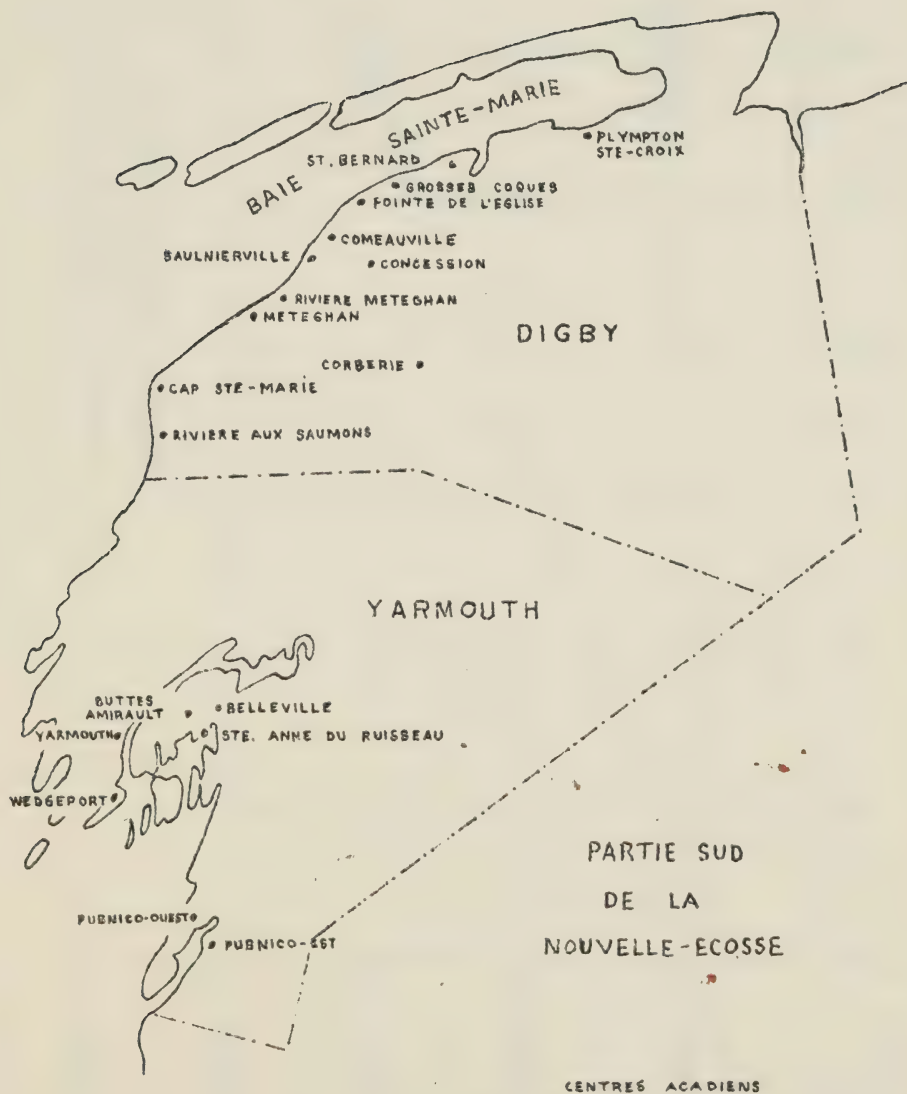 BAIE SAINTE-MARIE
PLYMPTON
STE-CROIX
ST. BERNARD
GROSSES COQUES
POINTE DE L'EGLISE
COMEAUVILLE
SAULNIERVILLE
CONCESSION
RIVIERE METEGHAN
METEGHAN
DIGBY
CORBERIE
CAP STE-MARIE
RIVIERE AUX SAUMONS
YARMOUTH
BUTTES
AMIRAULT
BELLEVILLE
YARMOUTH
STE. ANNE DU RUISSEAU
WEDGEPORT
PARTIE SUD
DE LA
NOUVELLE-ECOSSE
PUBNICO-OUEST
PUBNICO-EST
CENTRES ACADIENS